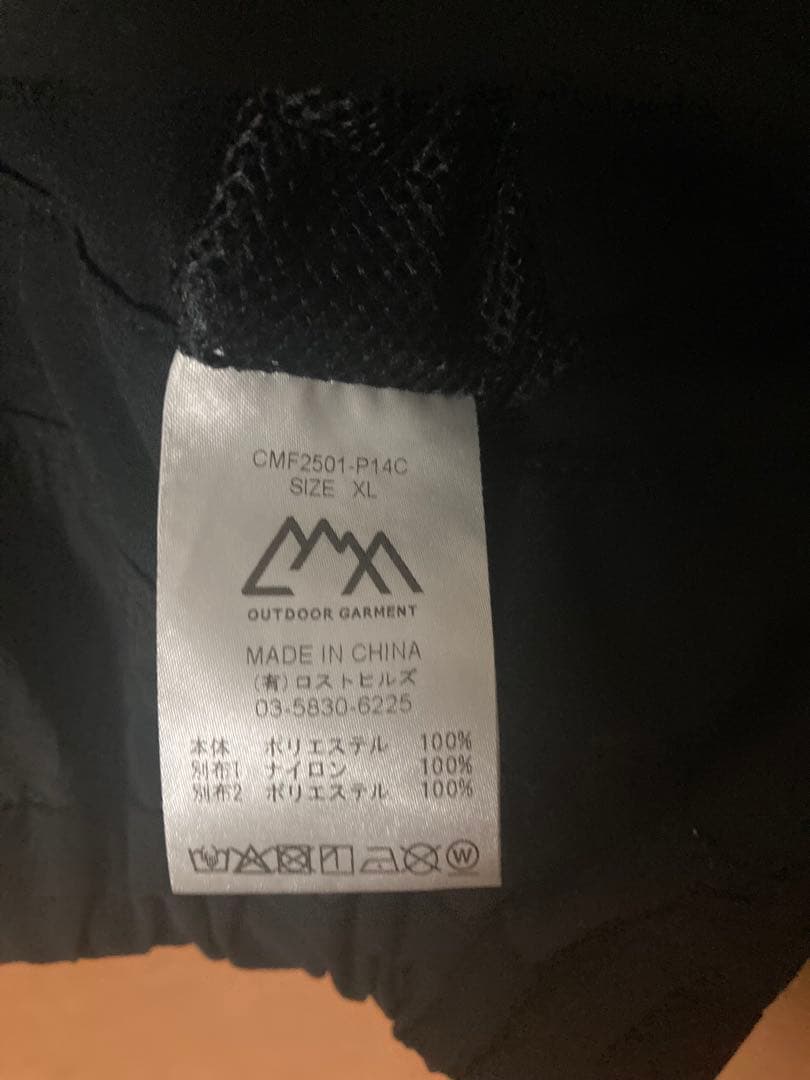 CMF2501-P14C
SIZE XL
OUTDOOR GARMENT
MADE IN CHINA
(有)ロストヒルズ
03-5830-6225
本体 ポリエステル 100%
別布1 ナイロン 100%
別布2 ポリエステル 100%
W